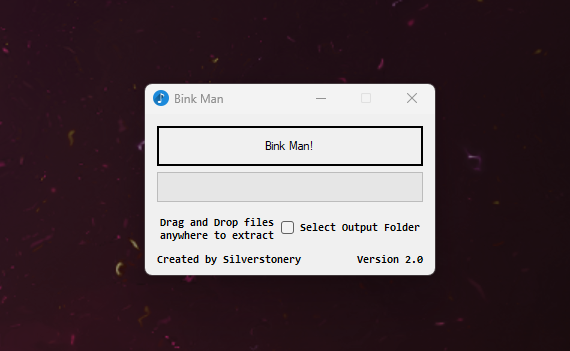 Bink Man
Bink Man!
Drag and Drop files
anywhere to extract
Select Output Folder
Created by Silverstonery
Version 2.0